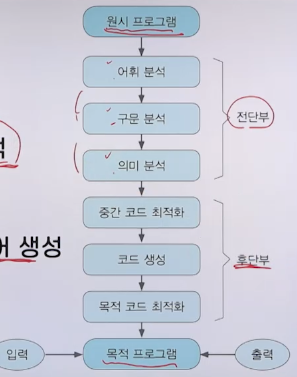 원시 프로그램
어휘 분석
구문 분석
전단부
의미 분석
중간 코드 최적화
생성
코드 생성
후단부
목적 코드 최적화
입력
목적 프로그램
출력